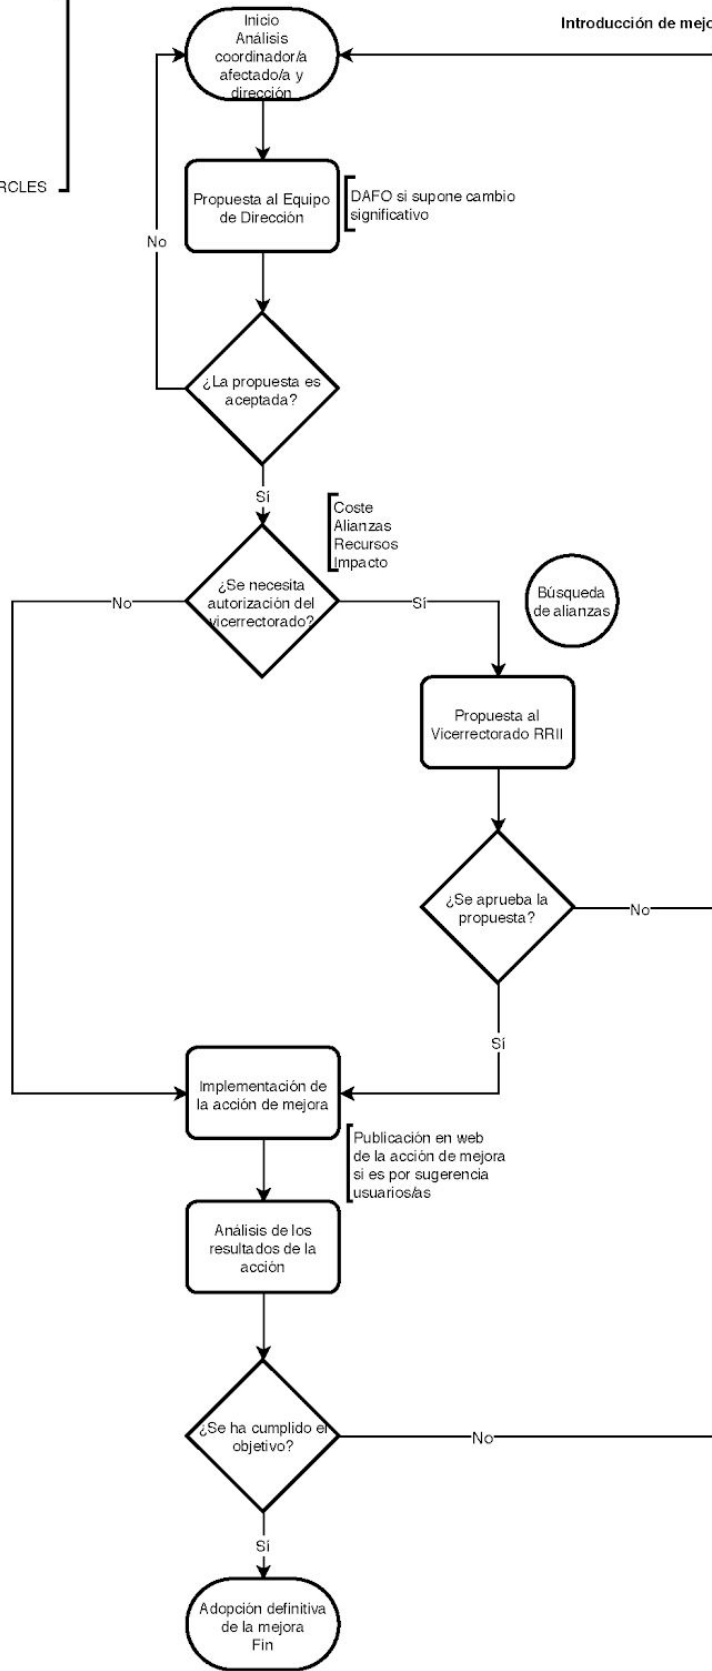 Inicio
Análisis
coordinador/a
afectado/a y
dirección
Introducción de mejo
RCLES
Propuesta al Equipo
de Dirección
DAFO si supone cambio
significativo
No
¿La propuesta es
aceptada?
Sí
Coste
Alianzas
Recursos
Impacto
¿Se necesita
autorización del
vicerrectorado?
No
Sí
Búsqueda
de alianzas
Propuesta al
Vicerrectorado RRII
¿Se aprueba la
propuesta?
No
Sí
Implementación de
la acción de mejora
Publicación en web
de la acción de mejora
si es por sugerencia
usuarios/as
Análisis de los
resultados de la
acción
¿Se ha cumplido el
objetivo?
No
Sí
Adopción definitiva
de la mejora
Fin